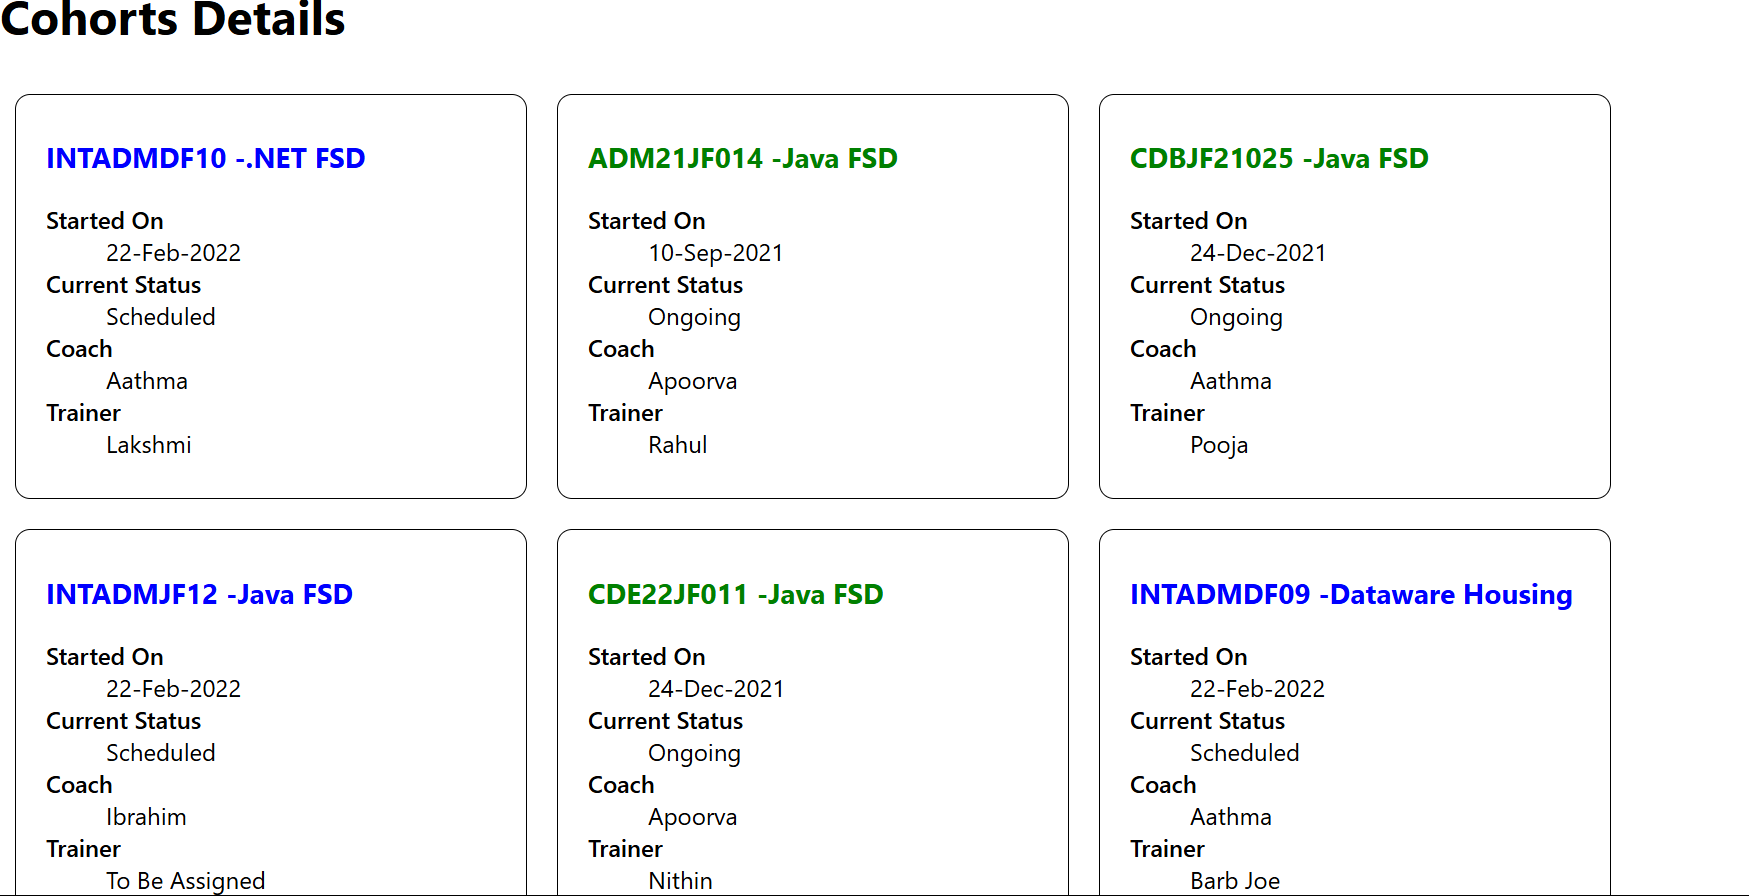 Cohorts Details
INTADMDF10 -.NET FSD
Started On
22-Feb-2022
Current Status
Scheduled
Coach
Aathma
Trainer
Lakshmi
ADM21JF014 -Java FSD
Started On
10-Sep-2021
Current Status
Ongoing
Coach
Apoorva
Trainer
Rahul
CDBJF21025 -Java FSD
Started On
24-Dec-2021
Current Status
Ongoing
Coach
Aathma
Trainer
Pooja
INTADMJF12 -Java FSD
Started On
22-Feb-2022
Current Status
Scheduled
Coach
Ibrahim
Trainer
To Be Assigned
CDE22JF011 -Java FSD
Started On
24-Dec-2021
Current Status
Ongoing
Coach
Apoorva
Trainer
Nithin
INTADMDF09 -Dataware Housing
Started On
22-Feb-2022
Current Status
Scheduled
Coach
Aathma
Trainer
Barb Joe